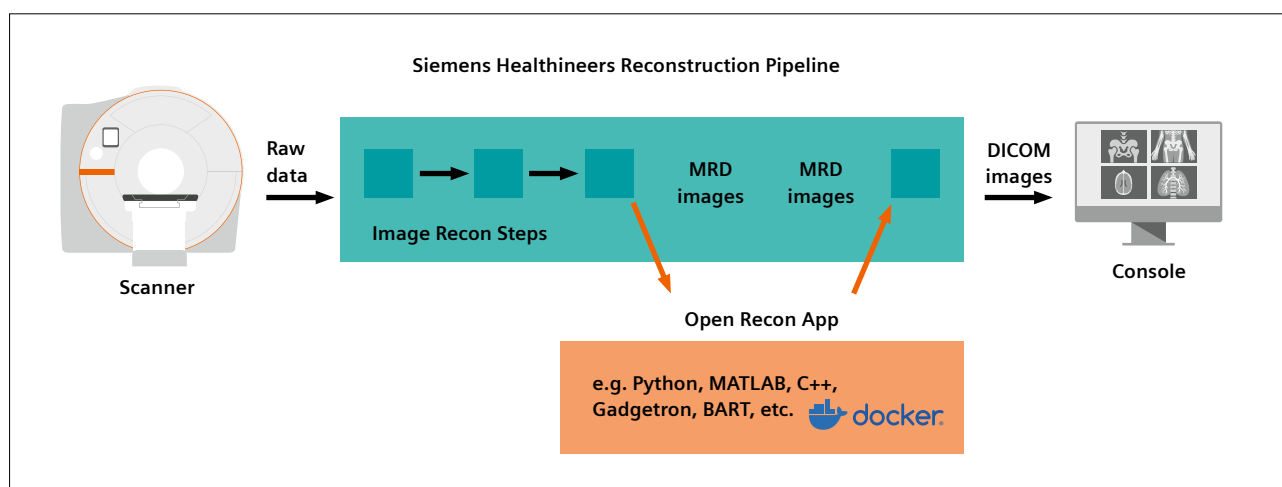 Siemens Healthineers Reconstruction Pipeline
Raw
data
MRD
images
MRD
images
DICOM
images
Image Recon Steps
Scanner
Console
Open Recon App
e.g. Python, MATLAB, C++,
Gadgetron, BART, etc.
docker